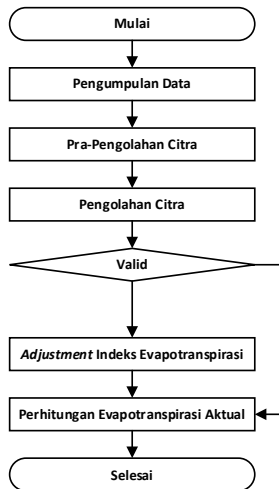 Mulai
Pengumpulan Data
Pra-Pengolahan Citra
Pengolahan Citra
Valid
Adjustment Indeks Evapotranspirasi
Perhitungan Evapotranspirasi Aktual
Selesai